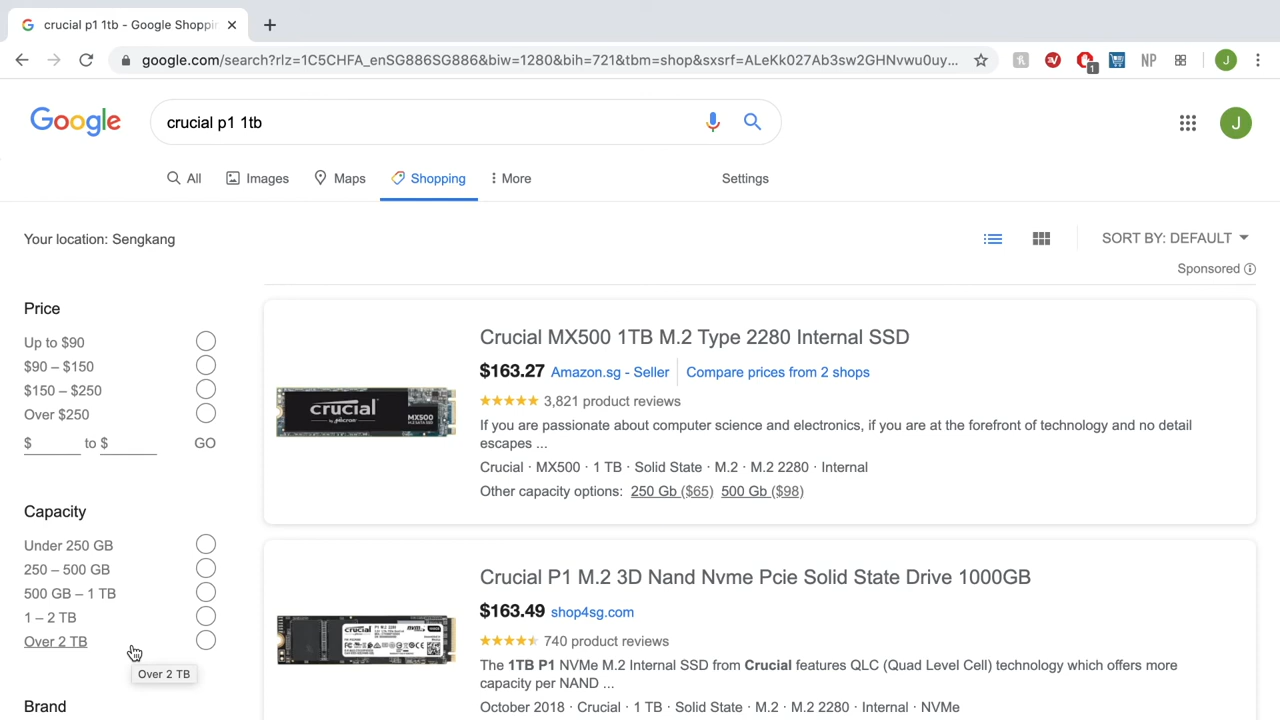 crucial p1 1tb - Google Shoppin
google.com/search?rlz=1C5CHFA_enSG886SG886&biw=1280&bih=721&tbm=shop&sxsrf=ALeKk027Ab3sw2GHNvwu0uy...
1
NP
J
Google
crucial p1 1tb
J
All
Images
Maps
Shopping
More
Settings
Your location: Sengkang
SORT BY: DEFAULT
Sponsored
Price
Up to $90
$90 – $150
$150 – $250
Over $250
$ to $ GO
Capacity
Under 250 GB
250 – 500 GB
500 GB – 1 TB
1 – 2 TB
Over 2 TB
Over 2 TB
Brand
crucial
by Micron
MX500
Crucial MX500 1TB M.2 Type 2280 Internal SSD
$163.27 Amazon.sg - Seller Compare prices from 2 shops
3,821 product reviews
If you are passionate about computer science and electronics, if you are at the forefront of technology and no detail
escapes ...
Crucial · MX500 · 1 TB · Solid State · M.2 · M.2 2280 · Internal
Other capacity options: 250 Gb ($65) 500 Gb ($98)
crucial
Crucial P1 M.2 3D Nand Nvme Pcie Solid State Drive 1000GB
$163.49 shop4sg.com
740 product reviews
The 1TB P1 NVMe M.2 Internal SSD from Crucial features QLC (Quad Level Cell) technology which offers more
capacity per NAND ...
October 2018 · Crucial · 1 TB · Solid State · M.2 · M.2 2280 · Internal · NVMe